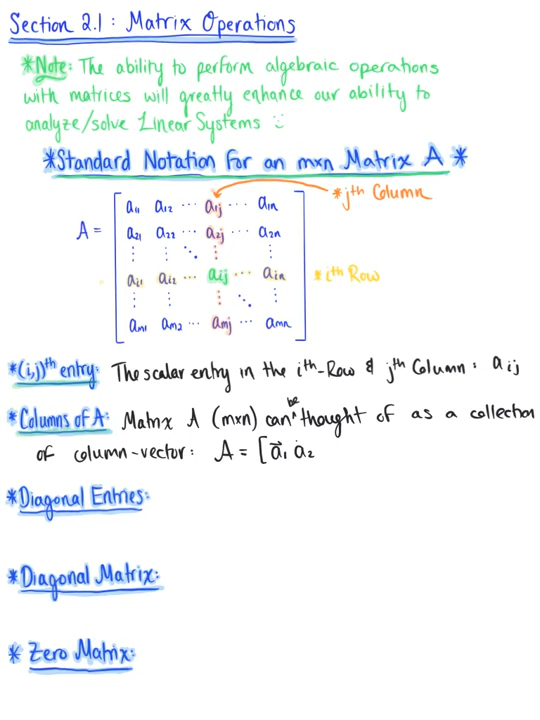 Section 2.1: Matrix Operations
*Note: The ability to perform algebraic operations
with matrices will greatly enhance our ability to
analyze/solve Linear Systems :)
*Standard Notation for an mxn Matrix A *
*jth Column
a₁₁ a₁₂ ⋯ a₁ⱼ ⋯ a₁ₙ
A = a₂₁ a₂₂ ⋯ a₂ⱼ ⋯ a₂ₙ
⋮ ⋮ ⋱ ⋮ ⋮
aᵢ₁ aᵢ₂ ⋯ aᵢⱼ ⋯ aᵢₙ *ith Row
⋮ ⋮ ⋮ ⋱ ⋮
aₘ₁ aₘ₂ ⋯ aₘⱼ ⋯ aₘₙ
*(i,j)th entry: The scalar entry in the ith-Row & jth Column: aᵢⱼ
*Columns of A: Matrix A (mxn) can be thought of as a collection
of column-vector: A = [a⃗₁ a₂
*Diagonal Entries:
*Diagonal Matrix:
* Zero Matrix: